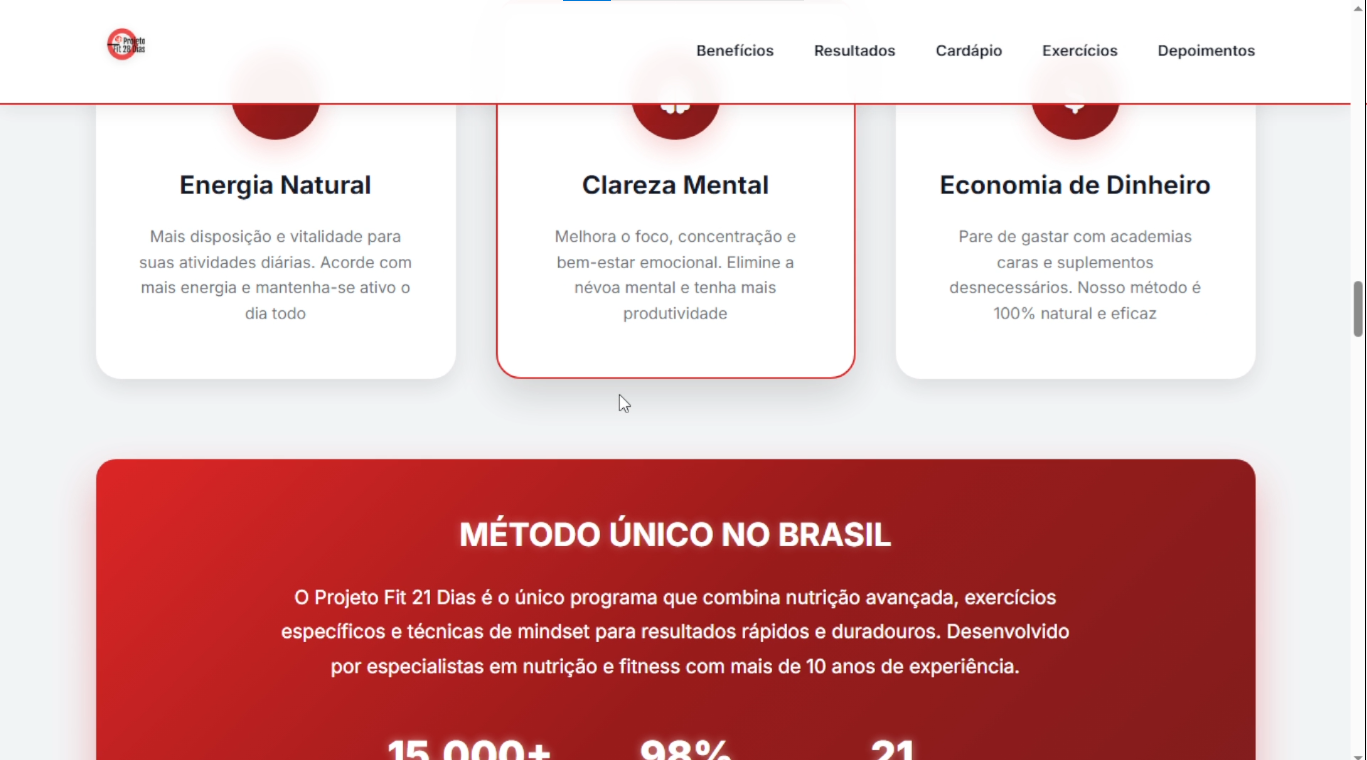 Projeto
Fit 28 Dias
Benefícios Resultados Cardápio Exercícios Depoimentos
Energia Natural
Mais disposição e vitalidade para
suas atividades diárias. Acorde com
mais energia e mantenha-se ativo o
dia todo
Clareza Mental
Melhora o foco, concentração e
bem-estar emocional. Elimine a
névoa mental e tenha mais
produtividade
Economia de Dinheiro
Pare de gastar com academias
caras e suplementos
desnecessários. Nosso método é
100% natural e eficaz
MÉTODO ÚNICO NO BRASIL
O Projeto Fit 21 Dias é o único programa que combina nutrição avançada, exercícios
específicos e técnicas de mindset para resultados rápidos e duradouros. Desenvolvido
por especialistas em nutrição e fitness com mais de 10 anos de experiência.
15.000+ 98% 21